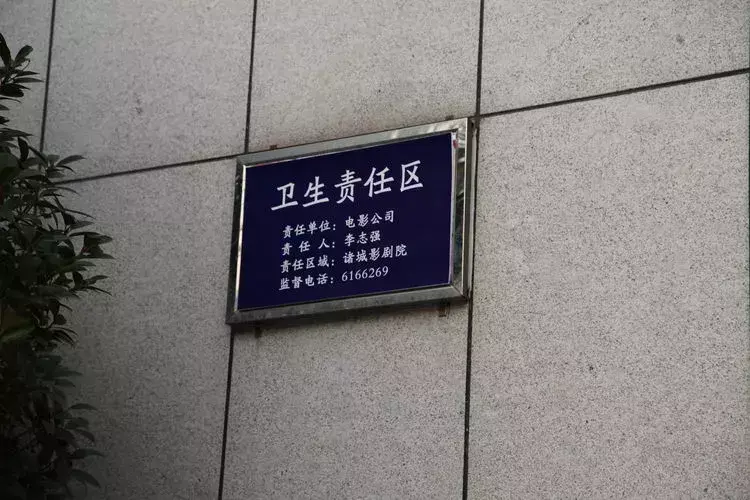 卫生责任区
责任单位：电影公司
责 任 人：李志强
责任区域：诸城影剧院
监督电话：6166269